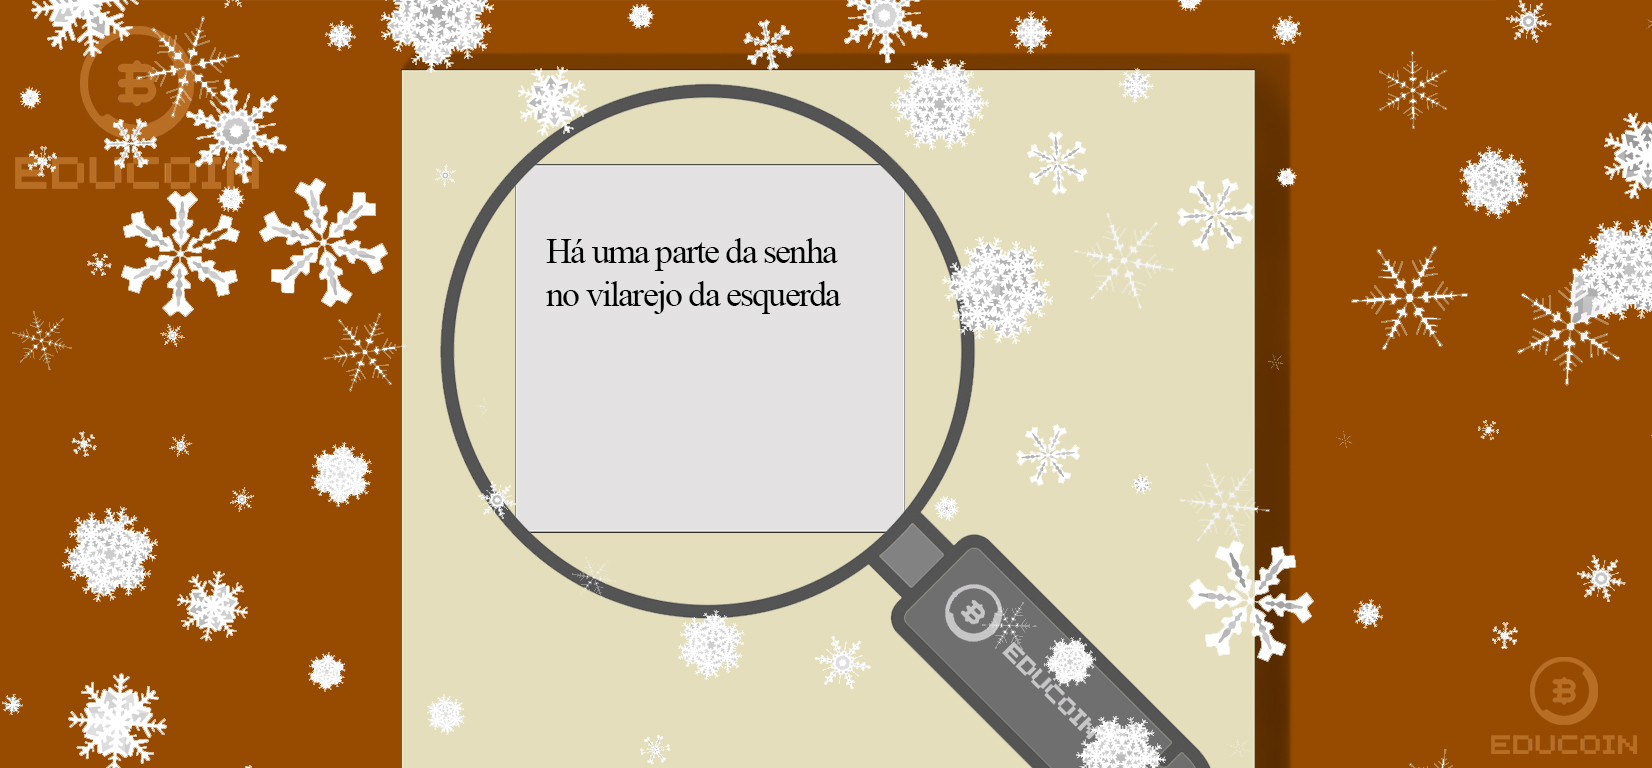 EDUCOIN
Há uma parte da senha
no vilarejo da esquerda
EDUCOIN
EDUCOIN